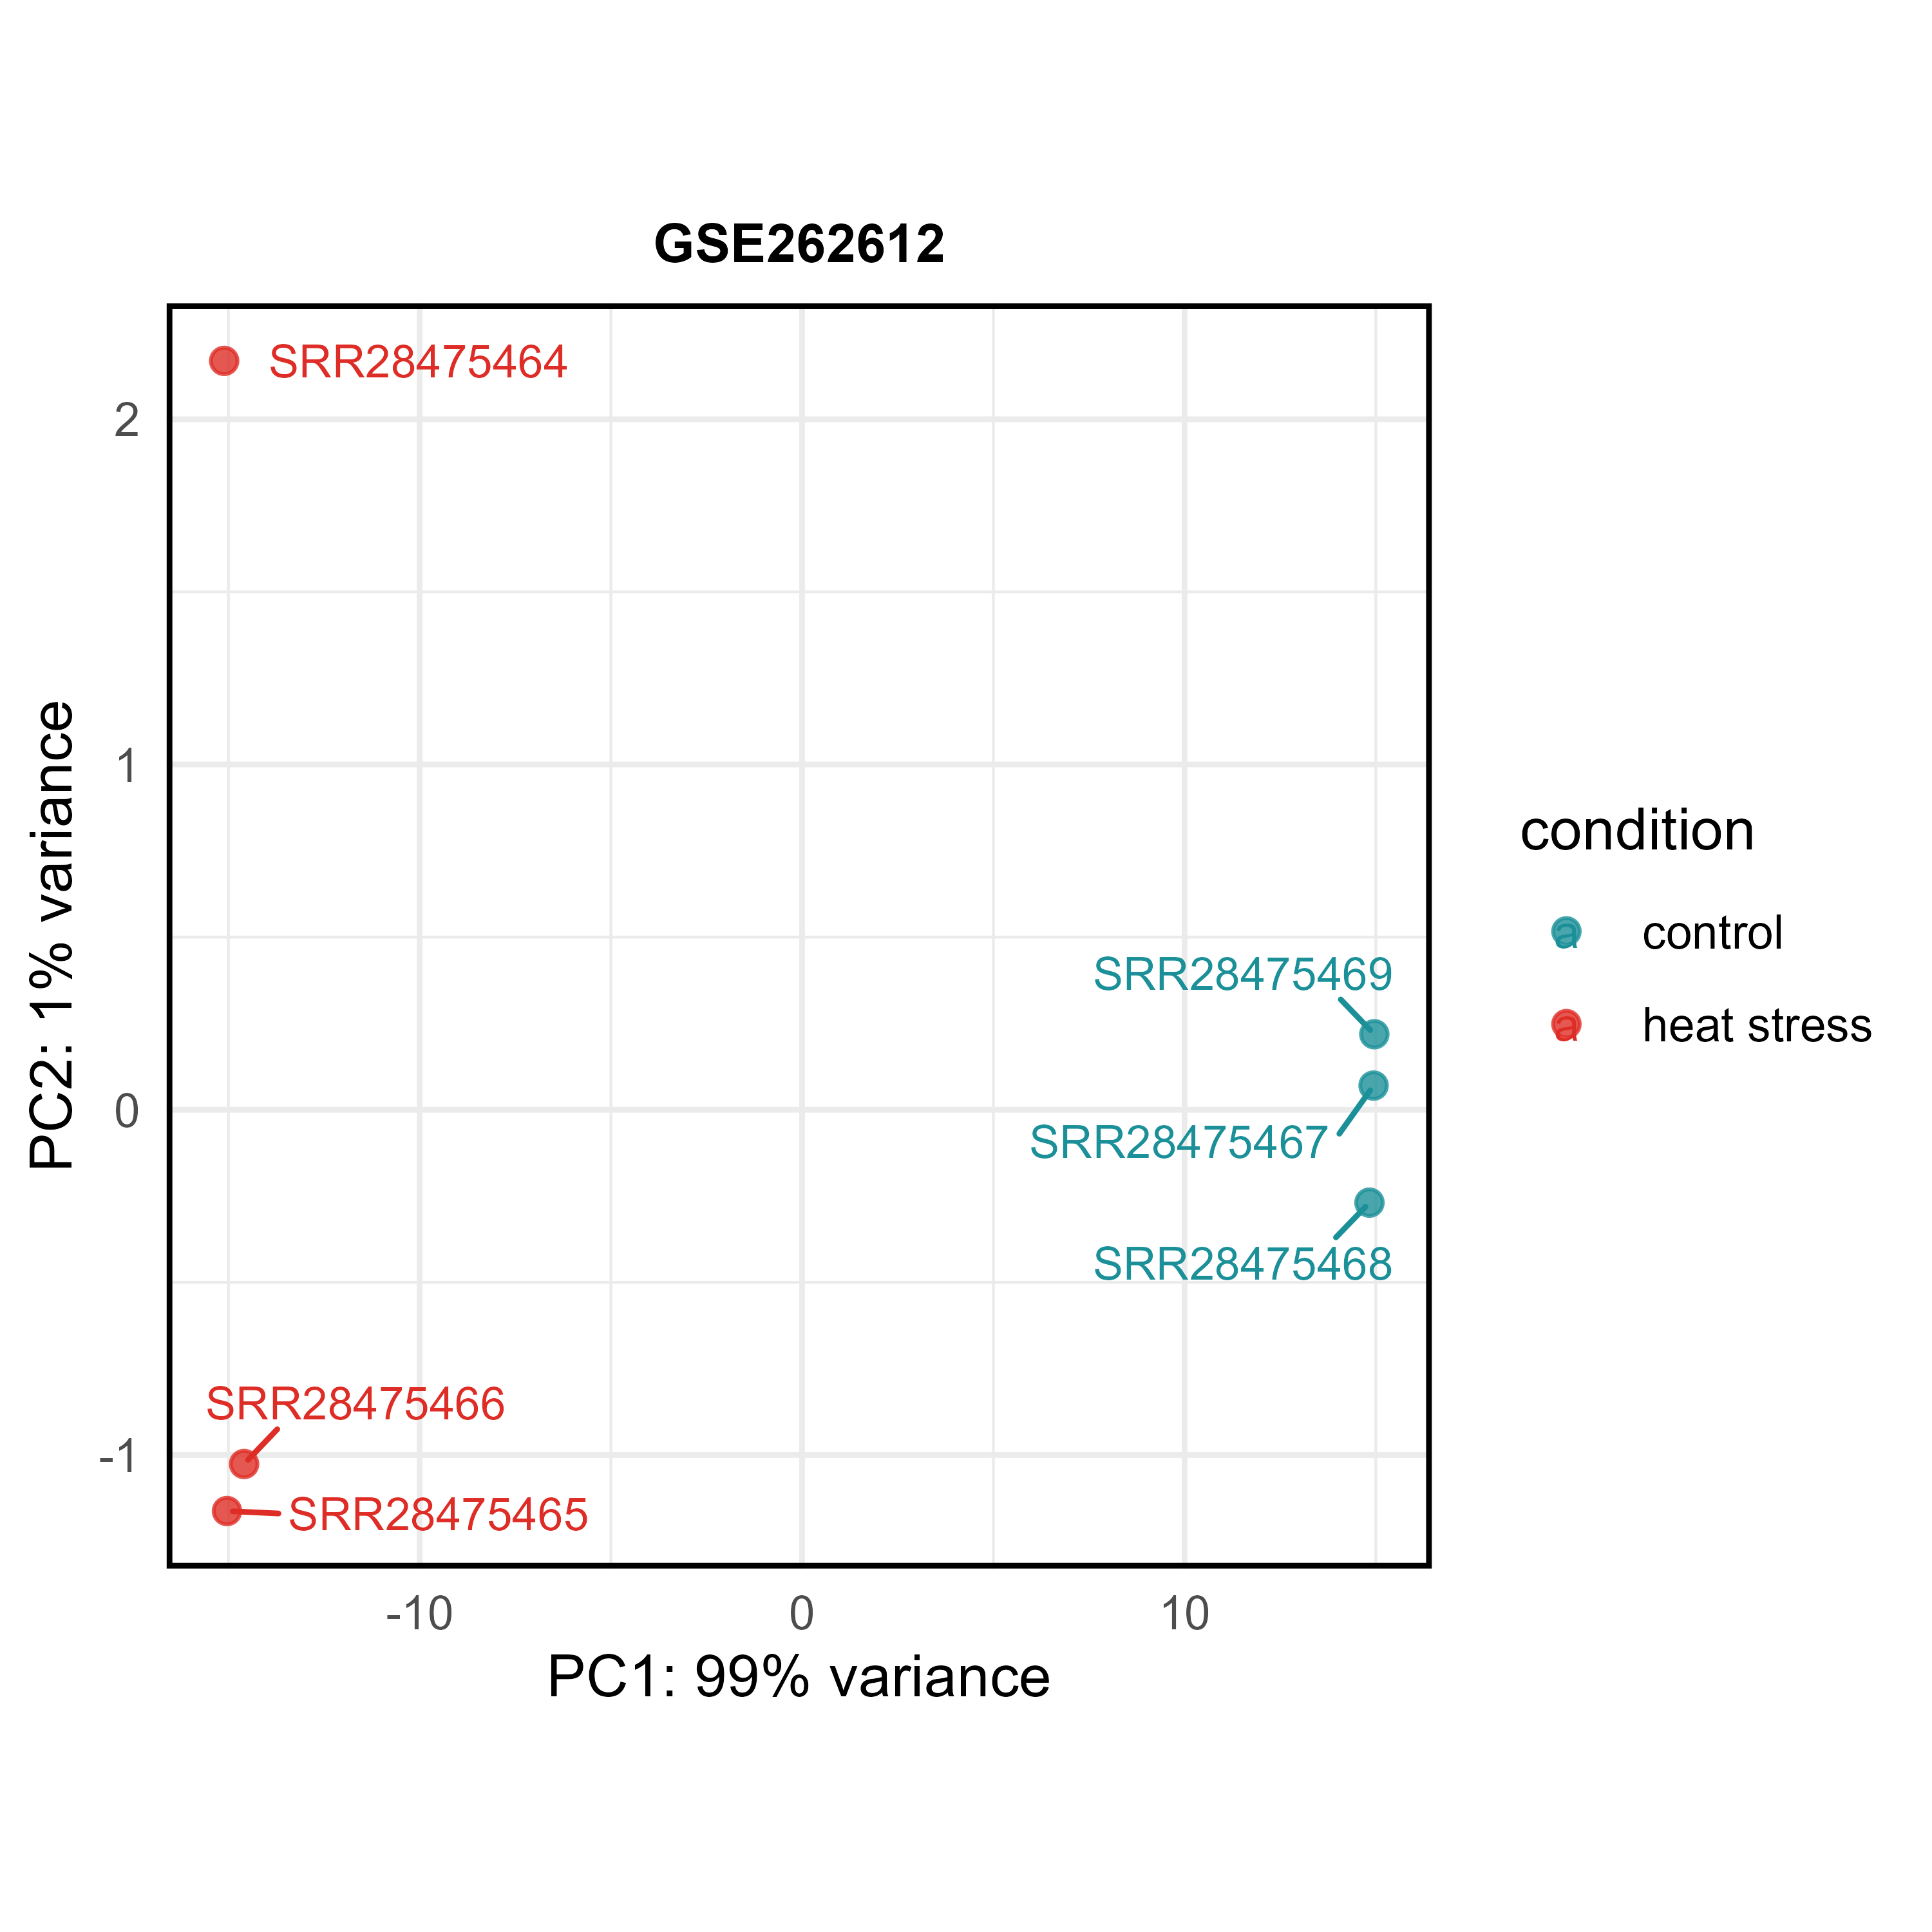 GSE262612
SRR28475464
2
1
0
-1
PC2: 1% variance
SRR28475469
SRR28475467
SRR28475468
SRR28475466
SRR28475465
-10
0
10
PC1: 99% variance
condition
a control
a heat stress